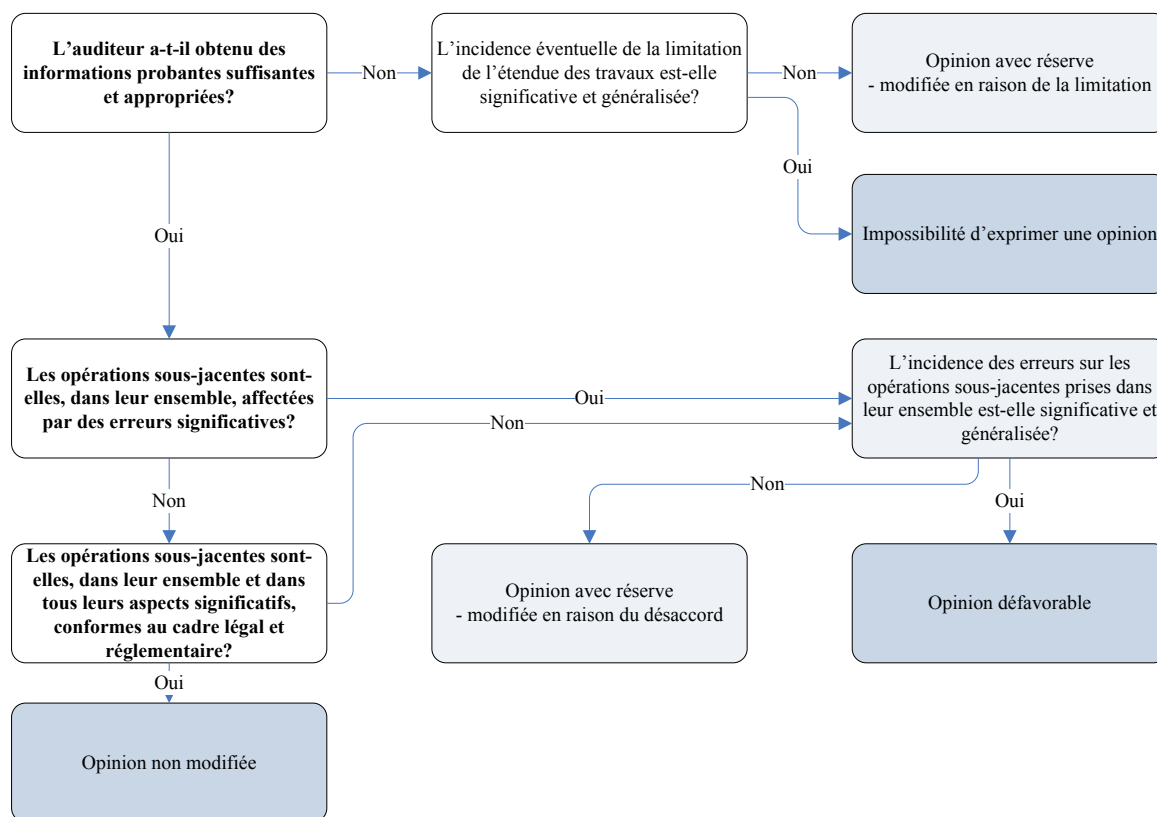 L’auditeur a-t-il obtenu des
informations probantes suffisantes
et appropriées?
Non
L’incidence éventuelle de la limitation
de l’étendue des travaux est-elle
significative et généralisée?
Non
Opinion avec réserve
- modifiée en raison de la limitation
Oui
Impossibilité d’exprimer une opinion
Oui
Les opérations sous-jacentes sont-
elles, dans leur ensemble, affectées
par des erreurs significatives?
Oui
L’incidence des erreurs sur les
opérations sous-jacentes prises dans
leur ensemble est-elle significative et
généralisée?
Non
Non
Non
Oui
Les opérations sous-jacentes sont-
elles, dans leur ensemble et dans
tous leurs aspects significatifs,
conformes au cadre légal et
réglementaire?
Opinion avec réserve
- modifiée en raison du désaccord
Opinion défavorable
Oui
Opinion non modifiée